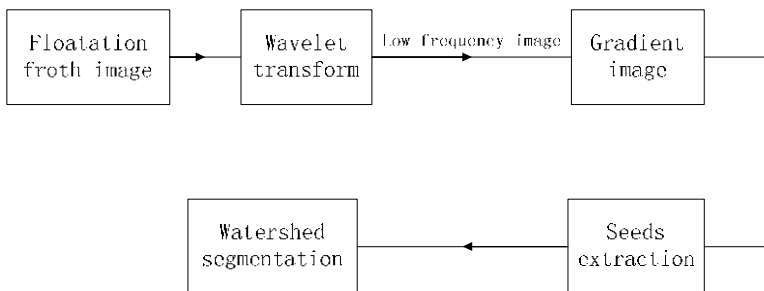 Floatation
froth image
Wavelet
transform
Low frequency image
Gradient
image
Seeds
extraction
Watershed
segmentation